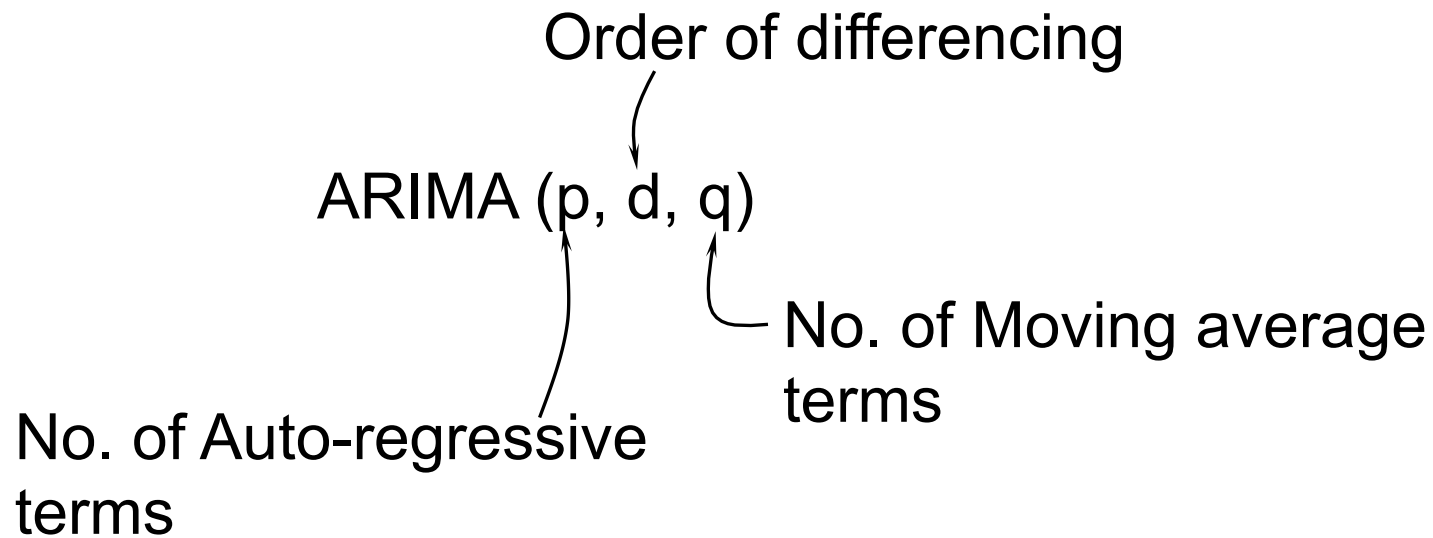 Order of differencing
ARIMA (p, d, q)
No. of Moving average
terms
No. of Auto-regressive
terms